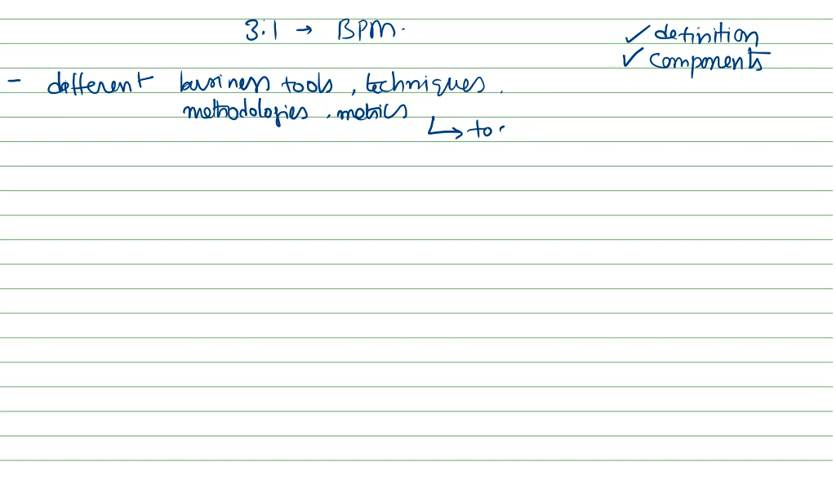 3.1 → BPM.
✓ definition
✓ components
- different business tools, techniques.
methodologies, metrics
↳ to